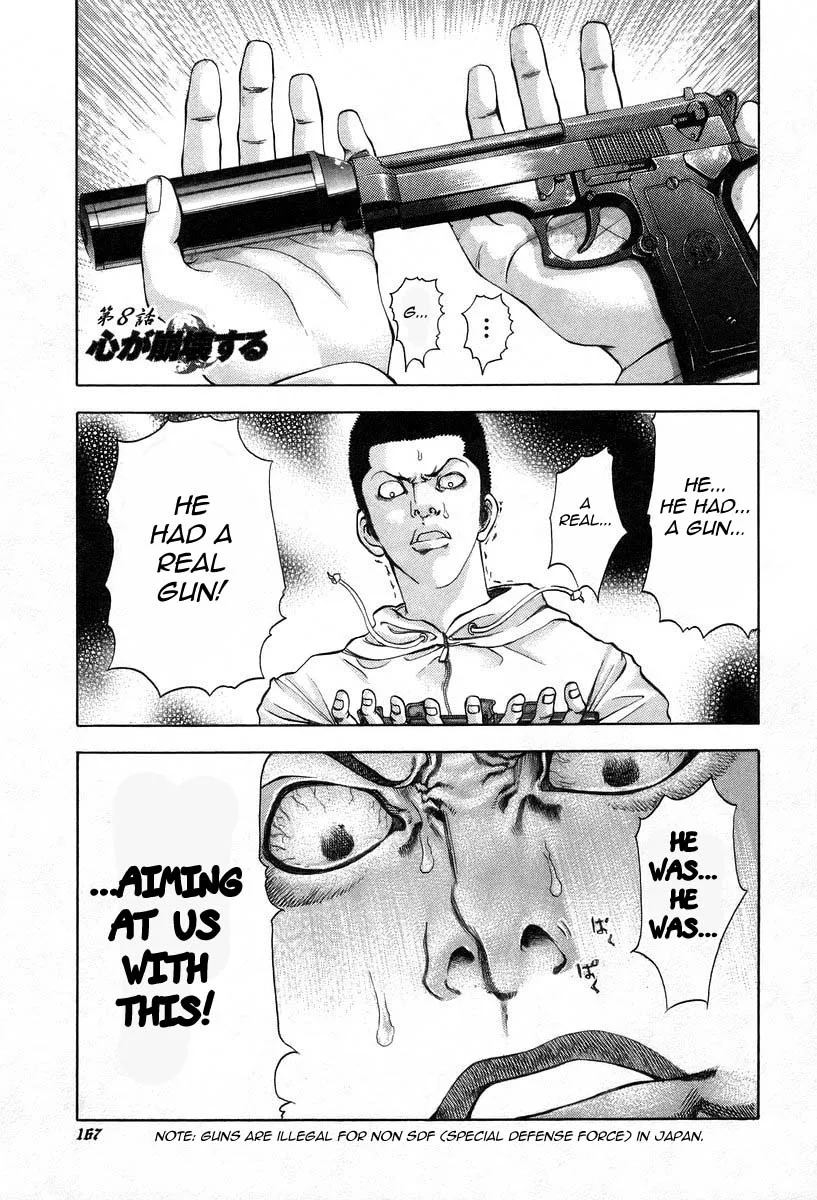 ...
G...
第8話
心が崩壊する
HE...
HE HAD...
A GUN...
A
REAL...
HE
HAD A
REAL
GUN!
HE
WAS...
HE
WAS...
ぱく
ぱく
...AIMING
AT US
WITH
THIS!
167
NOTE: GUNS ARE ILLEGAL FOR NON SDF (SPECIAL DEFENSE FORCE) IN JAPAN.